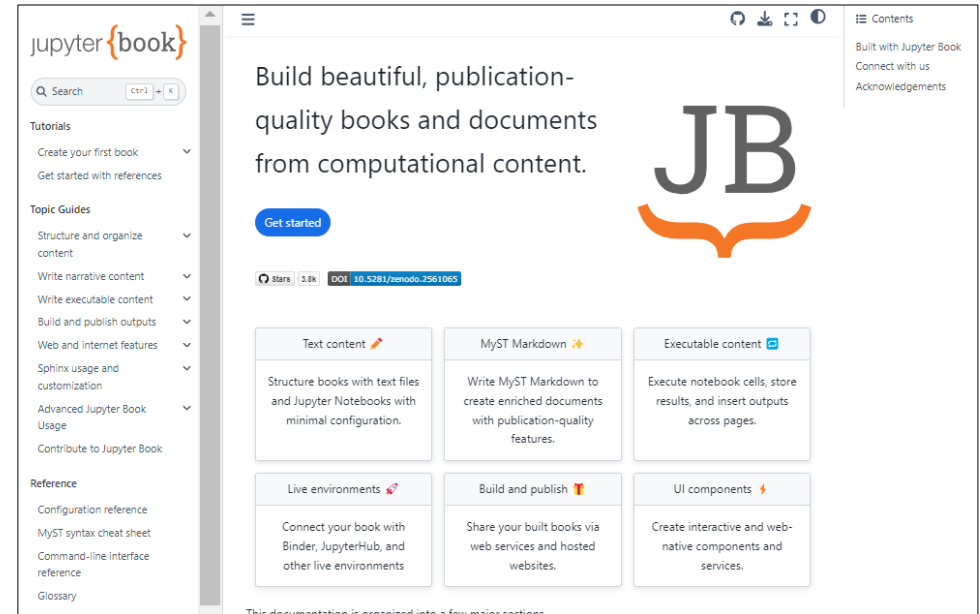 jupyter {book}
Search Ctrl + K
Tutorials
Create your first book
Get started with references
Topic Guides
Structure and organize
content
Write narrative content
Write executable content
Build and publish outputs
Web and internet features
Sphinx usage and
customization
Advanced Jupyter Book
Usage
Contribute to Jupyter Book
Reference
Configuration reference
MyST syntax cheat sheet
Command-line interface
reference
Glossary
Build beautiful, publication-
quality books and documents
from computational content.
Get started
Stars 3.8k DOI 10.5281/zenodo.2561065
JB
Text content
Structure books with text files
and Jupyter Notebooks with
minimal configuration.
MyST Markdown
Write MyST Markdown to
create enriched documents
with publication-quality
features.
Executable content
Execute notebook cells, store
results, and insert outputs
across pages.
Live environments
Connect your book with
Binder, JupyterHub, and
other live environments
Build and publish
Share your built books via
web services and hosted
websites.
UI components
Create interactive and web-
native components and
services.
This documentation is organized into a few major sections
Contents
Built with Jupyter Book
Connect with us
Acknowledgements